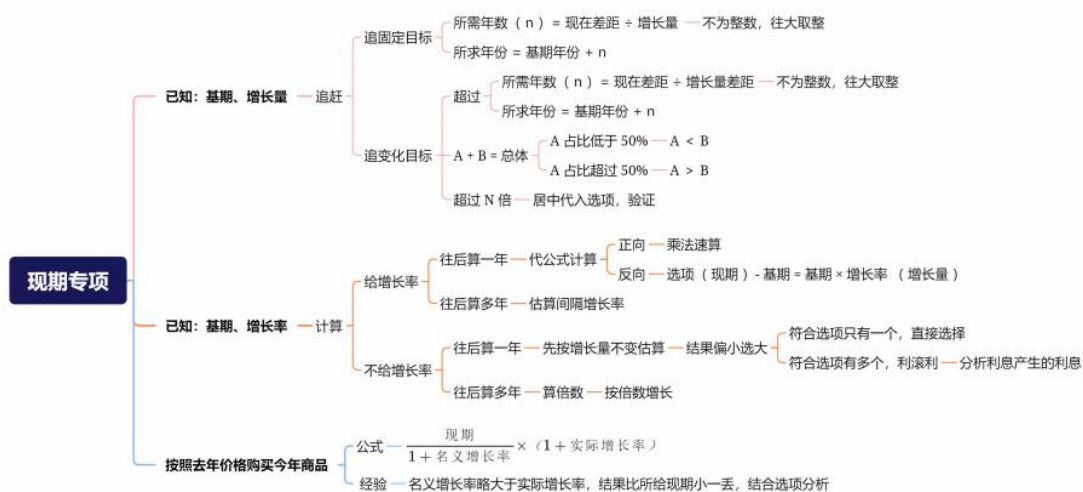 现期专项
已知：基期、增长量
追赶
追固定目标
所需年数（n）= 现在差距 ÷ 增长量
不为整数，往大取整
所求年份 = 基期年份 + n
追变化目标
超过
所需年数（n）= 现在差距 ÷ 增长量差距
不为整数，往大取整
所求年份 = 基期年份 + n
A + B = 总体
A 占比低于 50%
A < B
A 占比超过 50%
A > B
超过 N 倍
居中代入选项，验证
已知：基期、增长率
计算
给增长率
往后算一年
代公式计算
正向
乘法速算
反向
选项（现期）- 基期 = 基期 × 增长率 （增长量）
往后算多年
估算间隔增长率
不给增长率
往后算一年
先按增长量不变估算
结果偏小选大
符合选项只有一个，直接选择
符合选项有多个，利滚利
分析利息产生的利息
往后算多年
算倍数
按倍数增长
按照去年价格购买今年商品
公式
现期
1 + 名义增长率
×（1 + 实际增长率）
经验
名义增长率略大于实际增长率，结果比所给现期小一丢，结合选项分析